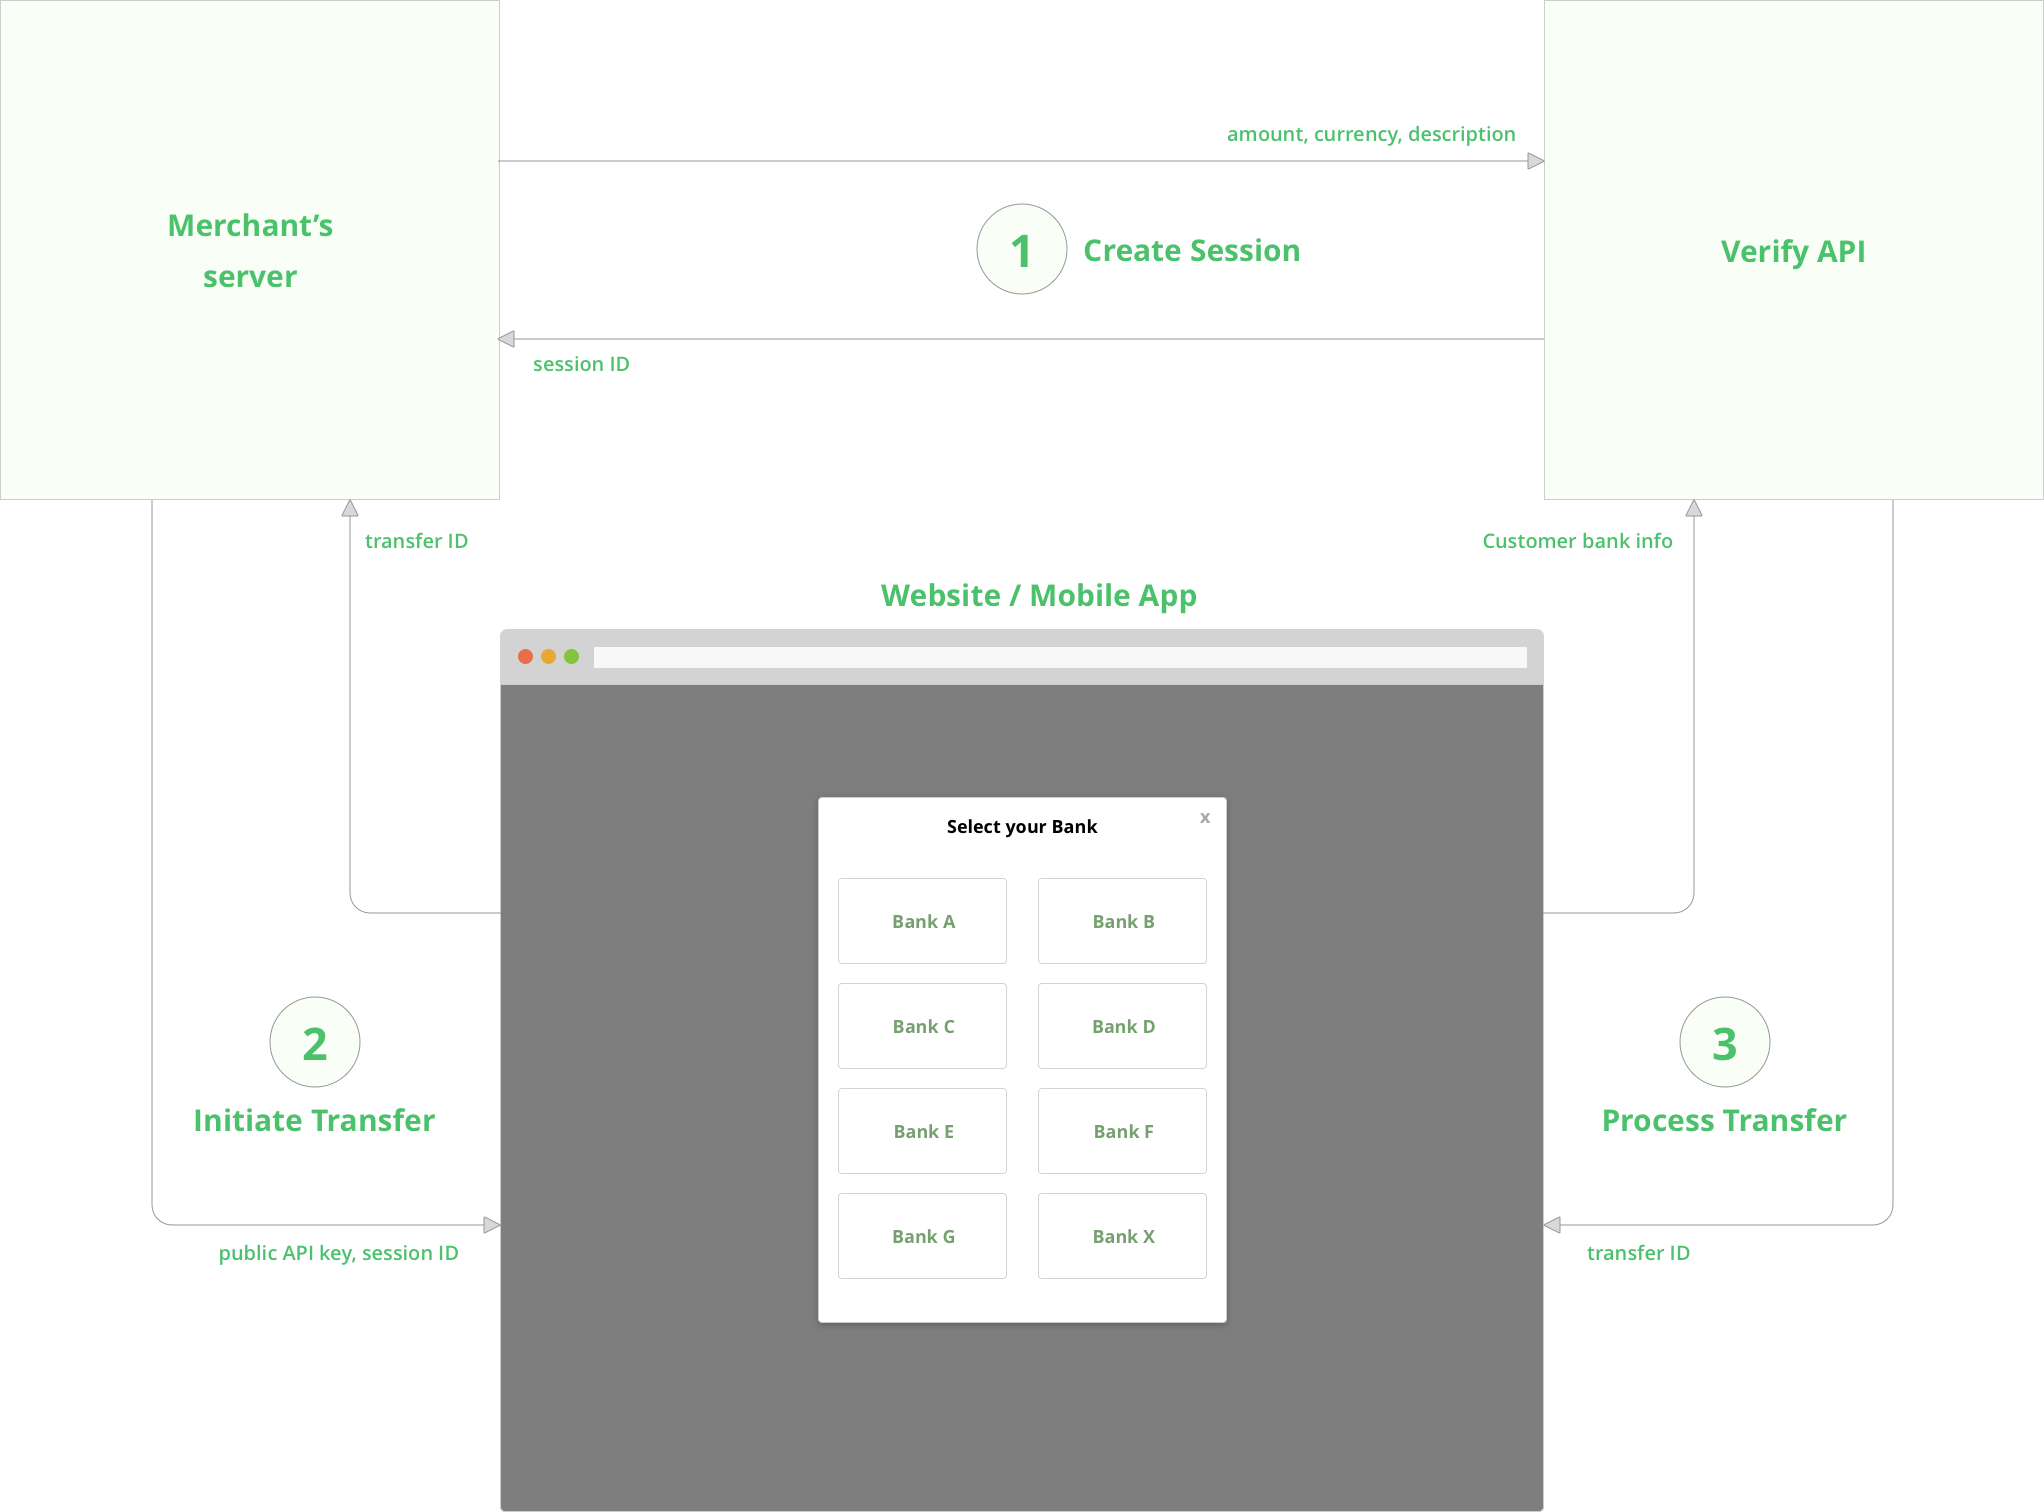 amount, currency, description
Merchant’s
server
1
Create Session
Verify API
session ID
transfer ID
Customer bank info
Website / Mobile App
Select your Bank
x
Bank A
Bank B
Bank C
Bank D
Bank E
Bank F
Bank G
Bank X
2
Initiate Transfer
public API key, session ID
3
Process Transfer
transfer ID